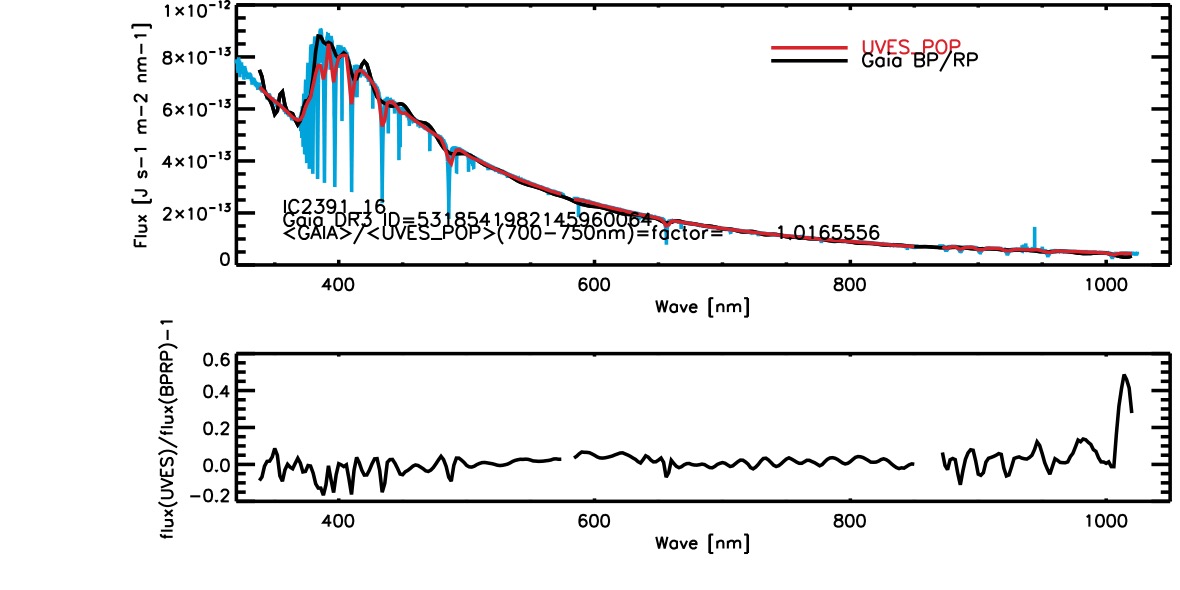 1×10−12
8×10−13
6×10−13
4×10−13
2×10−13
0
Flux [J s−1 m−2 nm−1]
UVES_POP
Gaia BP/RP
IC2391_16
Gaia DR3 ID=5318541982145960064
<GAIA>/<UVES_POP>(700−750nm)=factor= 1.0165556
400 600 800 1000
Wave [nm]
0.6
0.4
0.2
0.0
−0.2
flux(UVES)/flux(BPRP)−1
400 600 800 1000
Wave [nm]